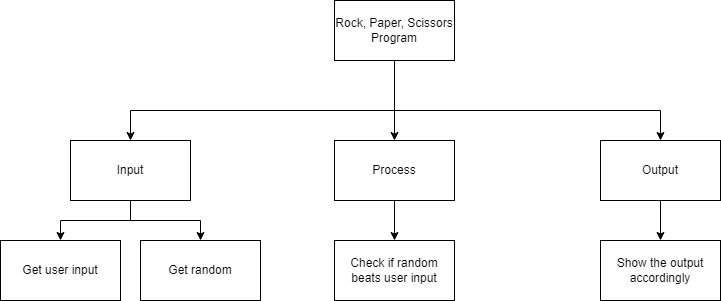 Rock, Paper, Scissors
Program
Input
Process
Output
Get user input
Get random
Check if random
beats user input
Show the output
accordingly